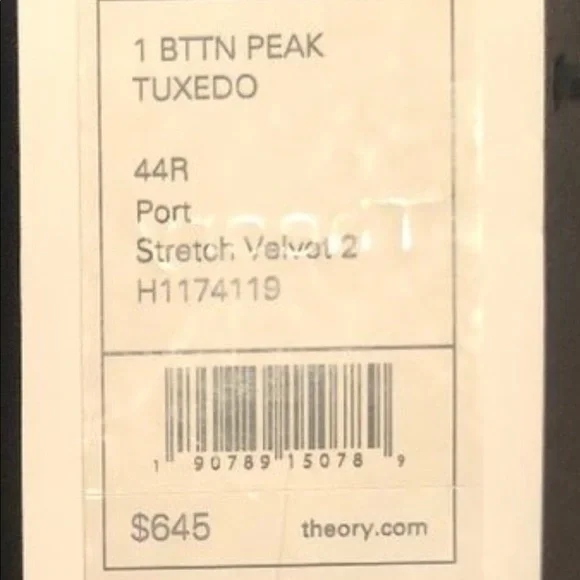 1 BTTN PEAK
TUXEDO
44R
Port
Stretch Velvet 2
H1174119
1 90789 15078 9
$645
theory.com